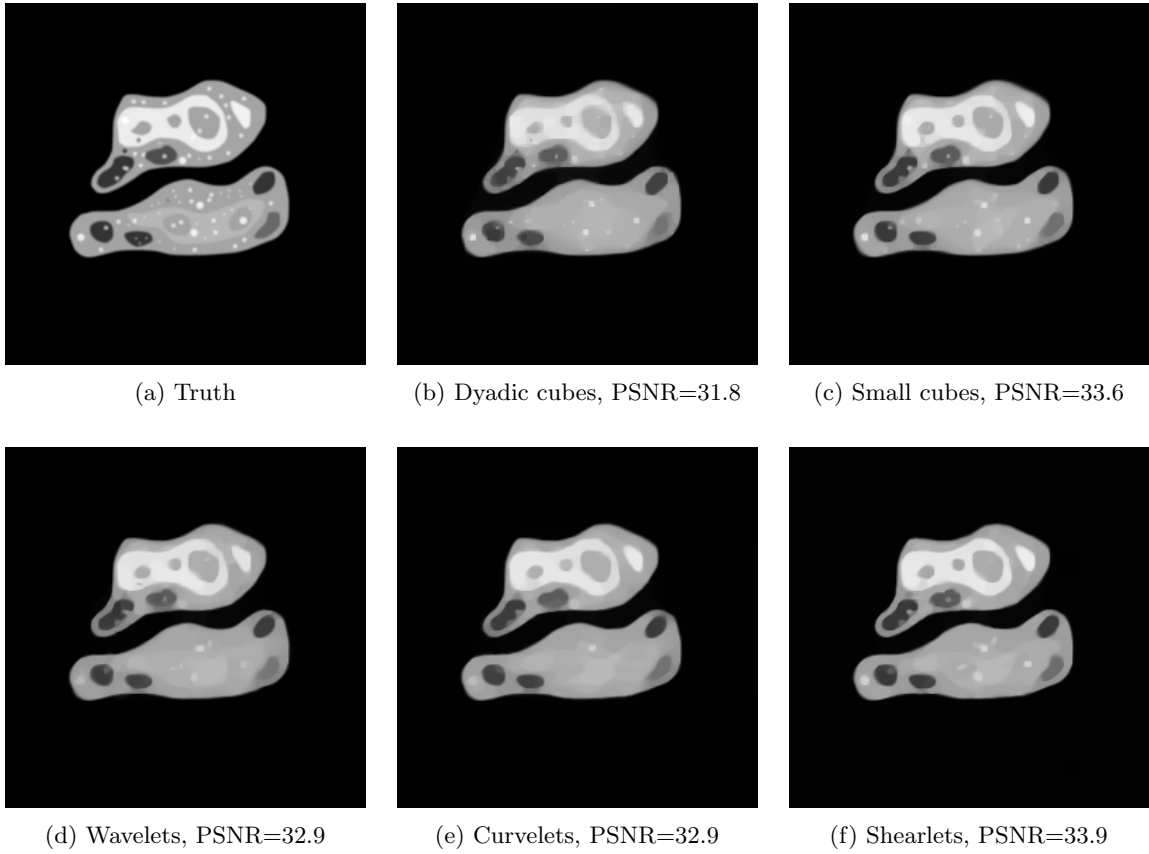 (a) Truth
(b) Dyadic cubes, PSNR=31.8
(c) Small cubes, PSNR=33.6
(d) Wavelets, PSNR=32.9
(e) Curvelets, PSNR=32.9
(f) Shearlets, PSNR=33.9